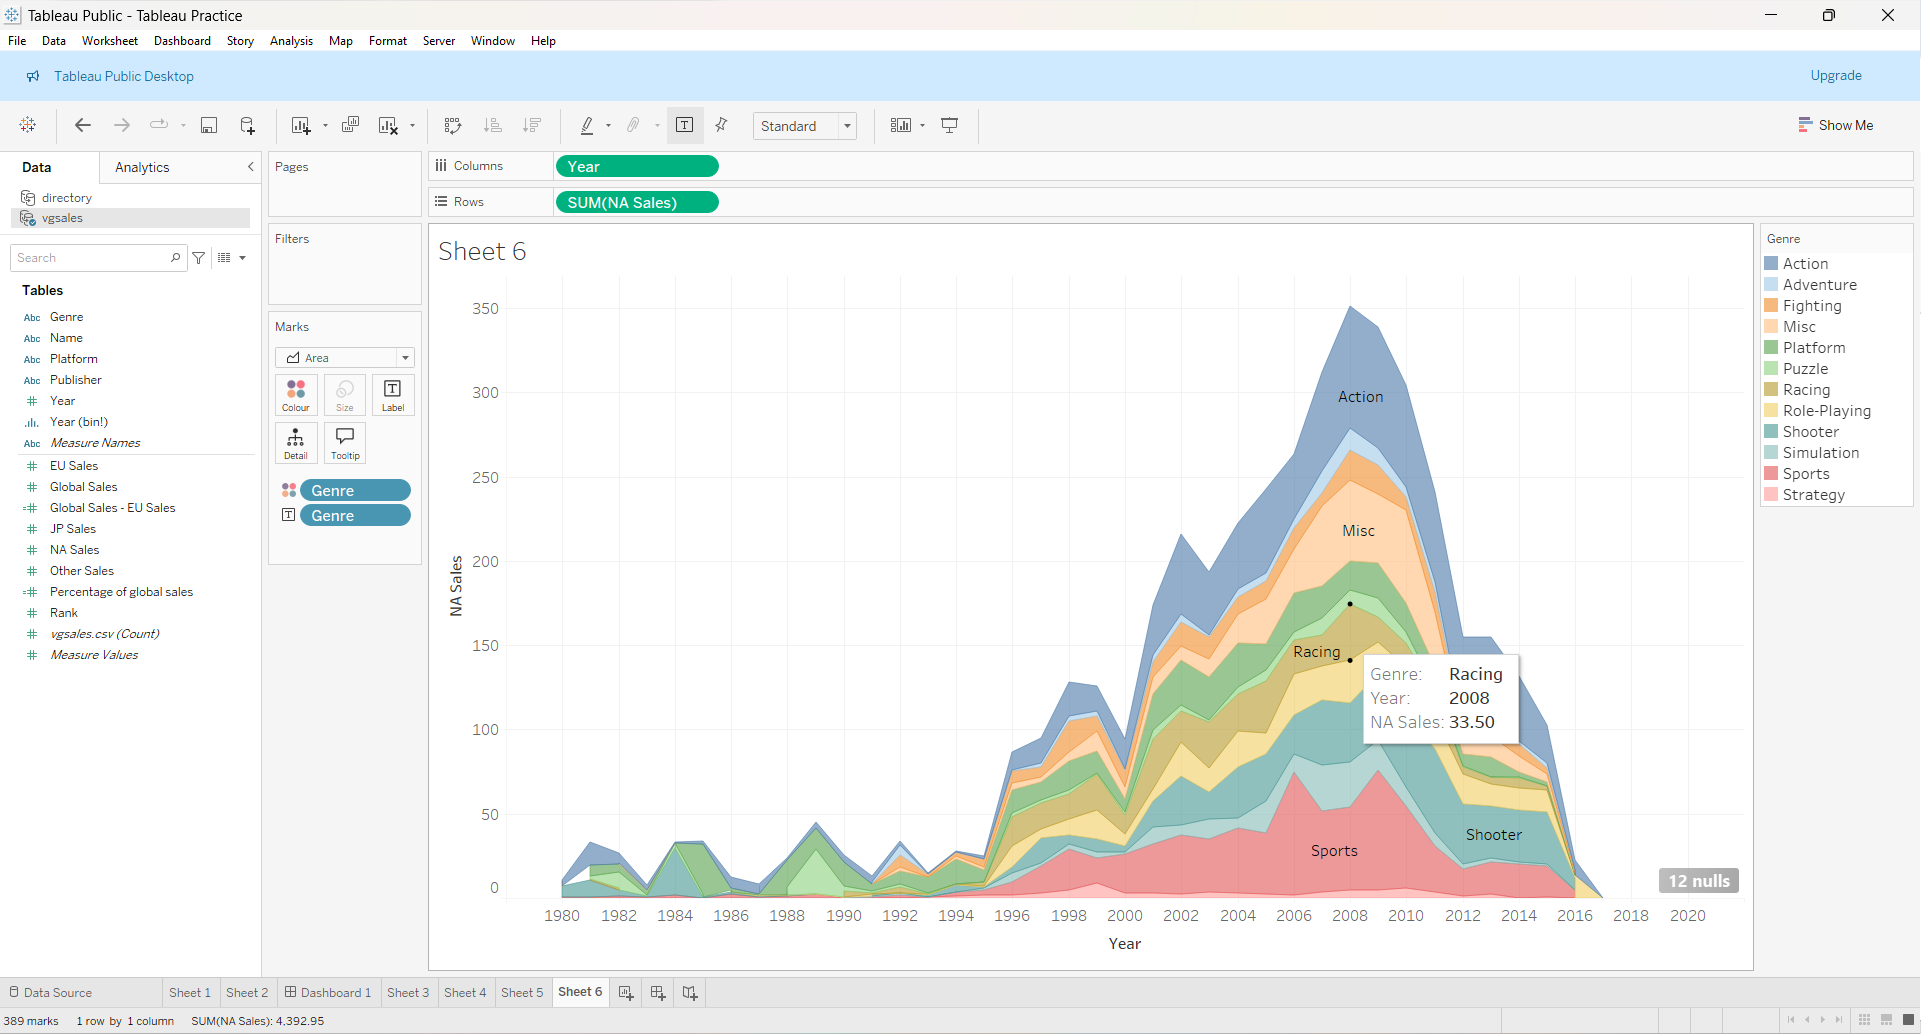 Tableau Public - Tableau Practice
File Data Worksheet Dashboard Story Analysis Map Format Server Window Help
Tableau Public Desktop
Upgrade
Standard
Show Me
Data
Analytics
directory
vgsales
Search
Tables
Abc Genre
Abc Name
Abc Platform
Abc Publisher
Year
Year (bin!)
Abc Measure Names
EU Sales
Global Sales
Global Sales - EU Sales
JP Sales
NA Sales
Other Sales
Percentage of global sales
Rank
vgsales.csv (Count)
Measure Values
Pages
Filters
Marks
Area
Colour
Size
Label
Detail
Tooltip
Genre
Genre
Columns
Year
Rows
SUM(NA Sales)
Sheet 6
350
300
250
200
150
100
50
0
NA Sales
Action
Misc
Racing
Shooter
Sports
Genre: Racing
Year: 2008
NA Sales: 33.50
12 nulls
1980 1982 1984 1986 1988 1990 1992 1994 1996 1998 2000 2002 2004 2006 2008 2010 2012 2014 2016 2018 2020
Year
Genre
Action
Adventure
Fighting
Misc
Platform
Puzzle
Racing
Role-Playing
Shooter
Simulation
Sports
Strategy
Data Source
Sheet 1
Sheet 2
Dashboard 1
Sheet 3
Sheet 4
Sheet 5
Sheet 6
389 marks 1 row by 1 column SUM(NA Sales): 4,392.95